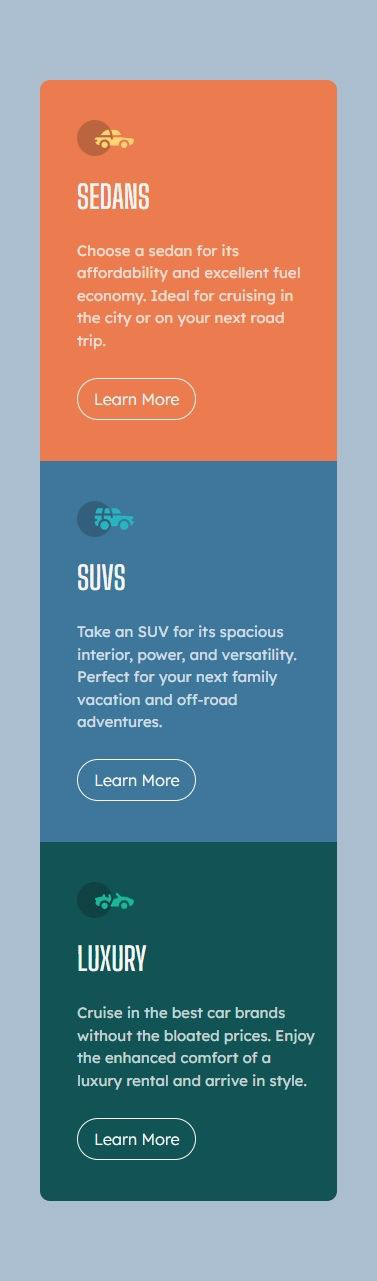 SEDANS
Choose a sedan for its
affordability and excellent fuel
economy. Ideal for cruising in
the city or on your next road
trip.
Learn More
SUVS
Take an SUV for its spacious
interior, power, and versatility.
Perfect for your next family
vacation and off-road
adventures.
Learn More
LUXURY
Cruise in the best car brands
without the bloated prices. Enjoy
the enhanced comfort of a
luxury rental and arrive in style.
Learn More